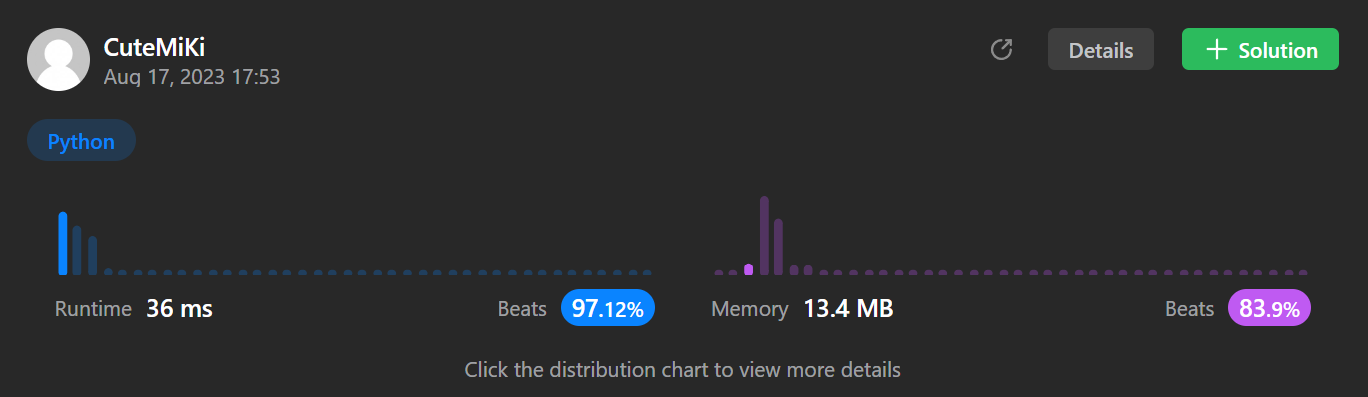 CuteMiKi
Aug 17, 2023 17:53
Details
Solution
Python
Runtime 36 ms Beats 97.12%
Memory 13.4 MB Beats 83.9%
Click the distribution chart to view more details